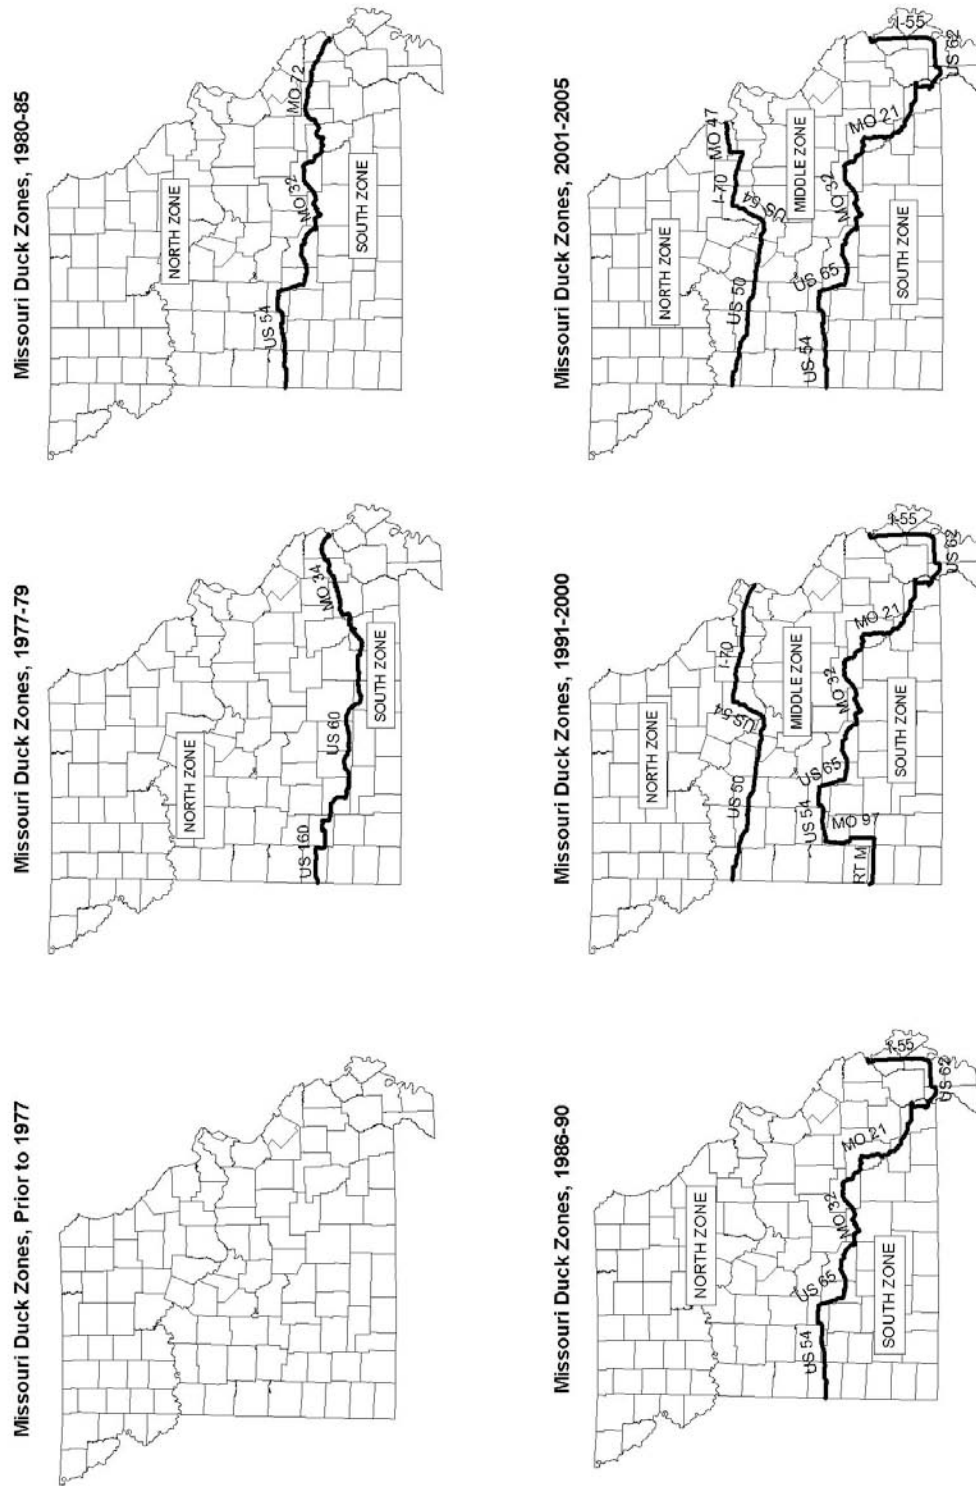 Missouri Duck Zones, Prior to 1977
Missouri Duck Zones, 1977-79
NORTH ZONE
US 160
US 60
MO 34
SOUTH ZONE
Missouri Duck Zones, 1980-85
NORTH ZONE
US 54
MO 32
MO 72
SOUTH ZONE
Missouri Duck Zones, 1986-90
NORTH ZONE
US 54
US 65
MO 32
MO 21
I-55
US 62
SOUTH ZONE
Missouri Duck Zones, 1991-2000
NORTH ZONE
US 50
US 54
I-70
MIDDLE ZONE
US 54
US 65
MO 97
RT M
MO 32
MO 21
I-55
US 62
SOUTH ZONE
Missouri Duck Zones, 2001-2005
NORTH ZONE
US 50
US 54
I-70
MO 47
MIDDLE ZONE
US 54
US 65
MO 32
MO 21
I-55
US 62
SOUTH ZONE